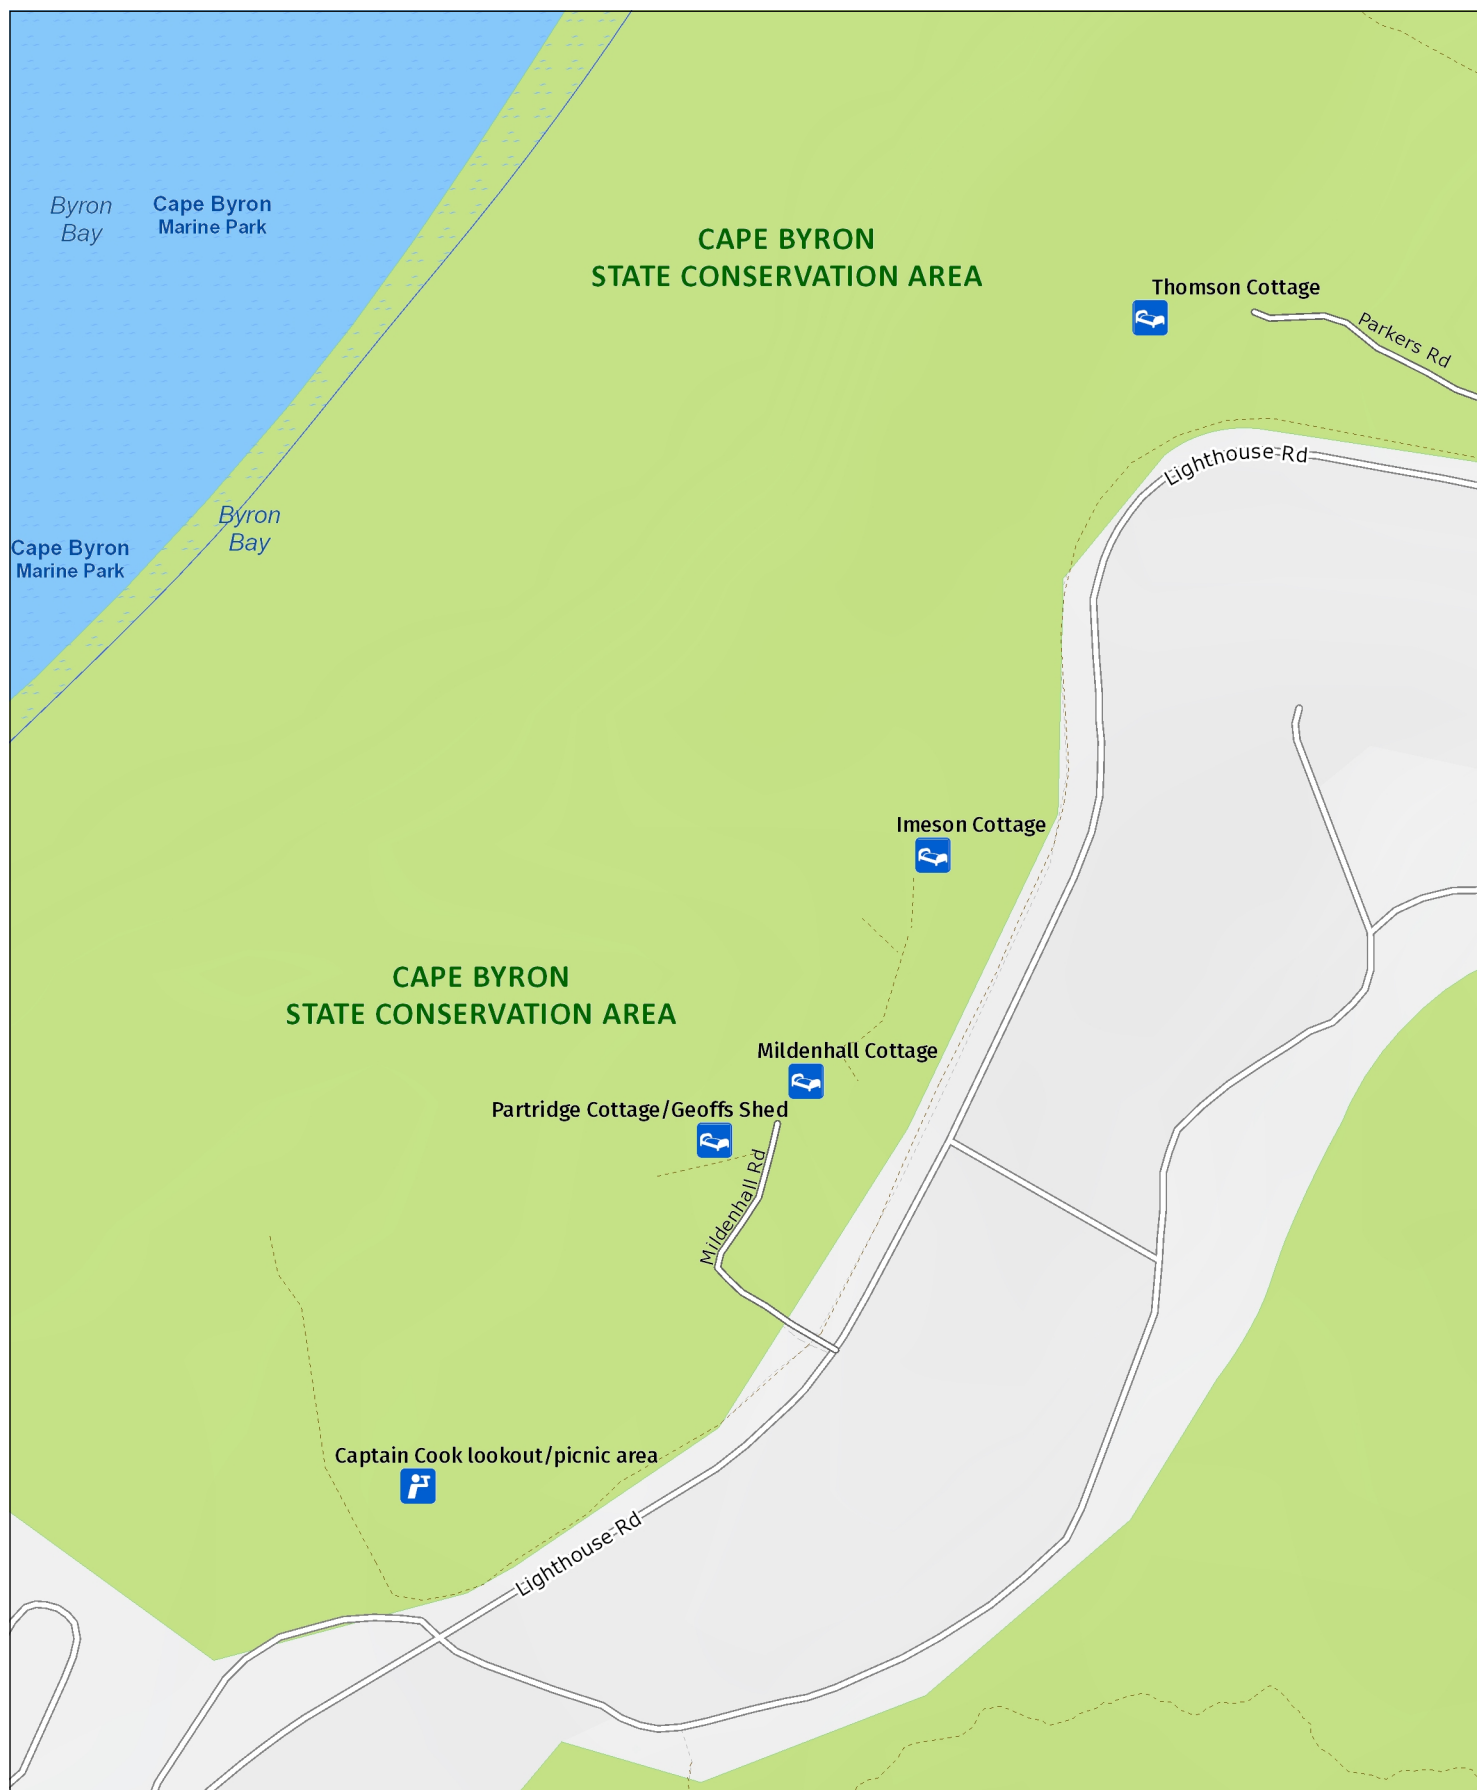 Byron
Bay
Cape Byron
Marine Park
CAPE BYRON
STATE CONSERVATION AREA
Thomson Cottage
Parkers Rd
Lighthouse Rd
Byron
Bay
Cape Byron
Marine Park
Imeson Cottage
CAPE BYRON
STATE CONSERVATION AREA
Mildenhall Cottage
Partridge Cottage/Geoffs Shed
Mildenhall Rd
Captain Cook lookout/picnic area
Lighthouse Rd